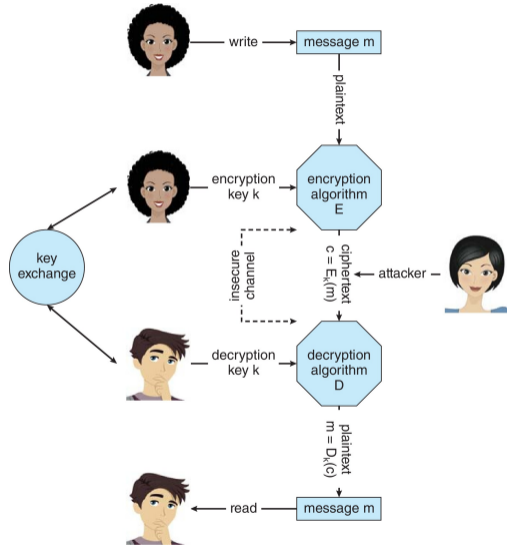 write
message m
plaintext
encryption
key k
encryption
algorithm
E
key
exchange
insecure
channel
ciphertext
c = Eₖ(m)
attacker
decryption
key k
decryption
algorithm
D
plaintext
m = Dₖ(c)
read
message m